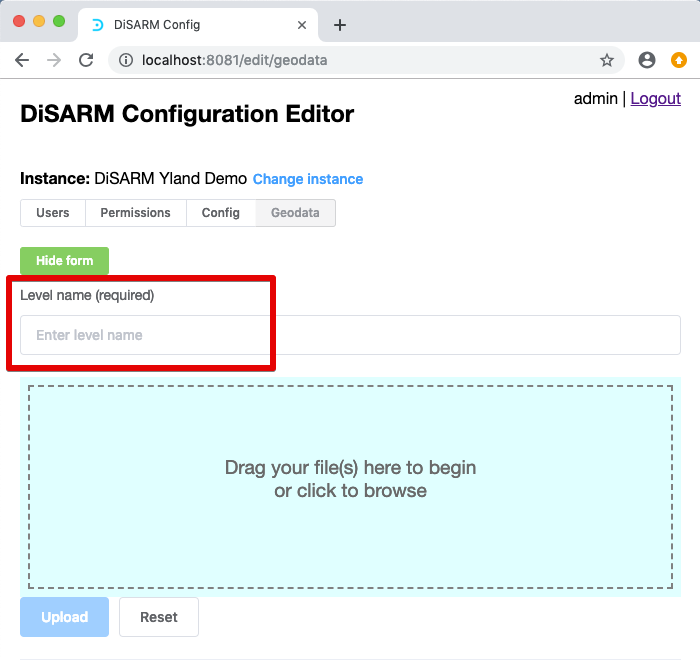 DiSARM Config
localhost:8081/edit/geodata
admin | Logout
DiSARM Configuration Editor
Instance: DiSARM Yland Demo Change instance
Users Permissions Config Geodata
Hide form
Level name (required)
Enter level name
Drag your file(s) here to begin
or click to browse
Upload Reset